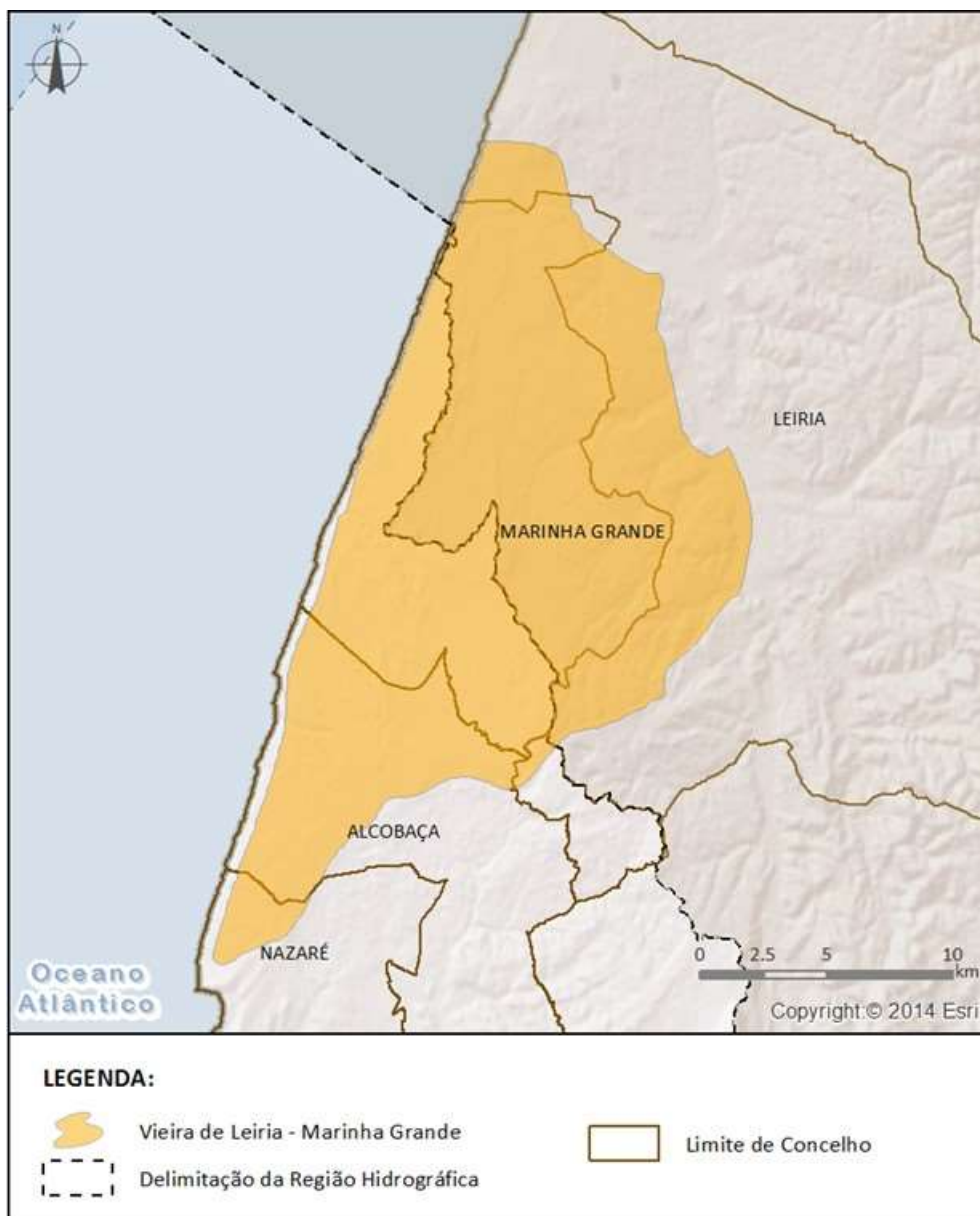 N
LEIRIA
MARINHA GRANDE
ALCOBAÇA
NAZARÉ
Oceano
Atlântico
0 2.5 5 10
km
Copyright:© 2014 Esri
LEGENDA:
Vieira de Leiria - Marinha Grande
Limite de Concelho
Delimitação da Região Hidrográfica